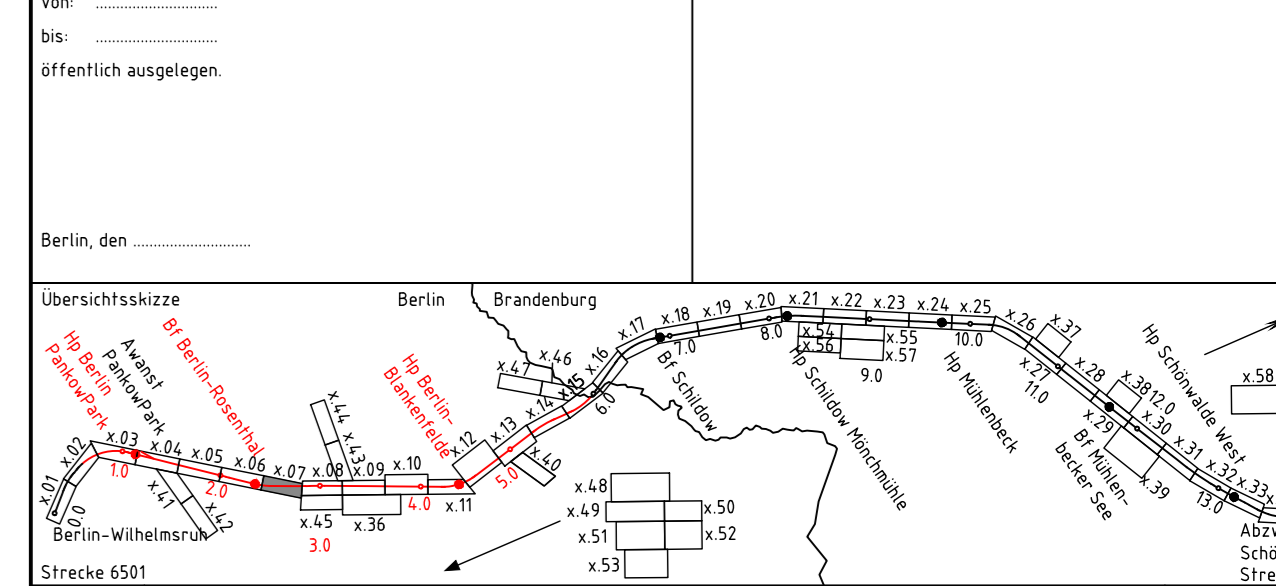 von: ..............................
bis: ..............................
öffentlich ausgelegen.
Berlin, den .............................
Übersichtsskizze
Berlin
Brandenburg
Hp Berlin
PankowPark
Awanst
PankowPark
Bf Berlin-Rosenthal
Hp Berlin-
Blankenfelde
Bf Schildow
Hp Schildow Mönchmühle
Hp Mühlenbeck
Bf Mühlen-
becker See
Hp Schönwalde West
x.01
x.02
x.03
x.04
x.05
x.06
x.07
x.08
x.09
x.10
x.11
x.12
x.13
x.14
x.15
x.16
x.17
x.18
x.19
x.20
x.21
x.22
x.23
x.24
x.25
x.26
x.27
x.28
x.29
x.30
x.31
x.32
x.33
x.36
x.37
x.38
x.39
x.40
x.41
x.42
x.43
x.44
x.45
x.46
x.47
x.48
x.49
x.50
x.51
x.52
x.53
x.54
x.55
x.56
x.57
x.58
0.0
1.0
2.0
3.0
4.0
5.0
6.0
7.0
8.0
9.0
10.0
11.0
12.0
13.0
Berlin-Wilhelmsruh
Strecke 6501
Abzw
Schö
Stre